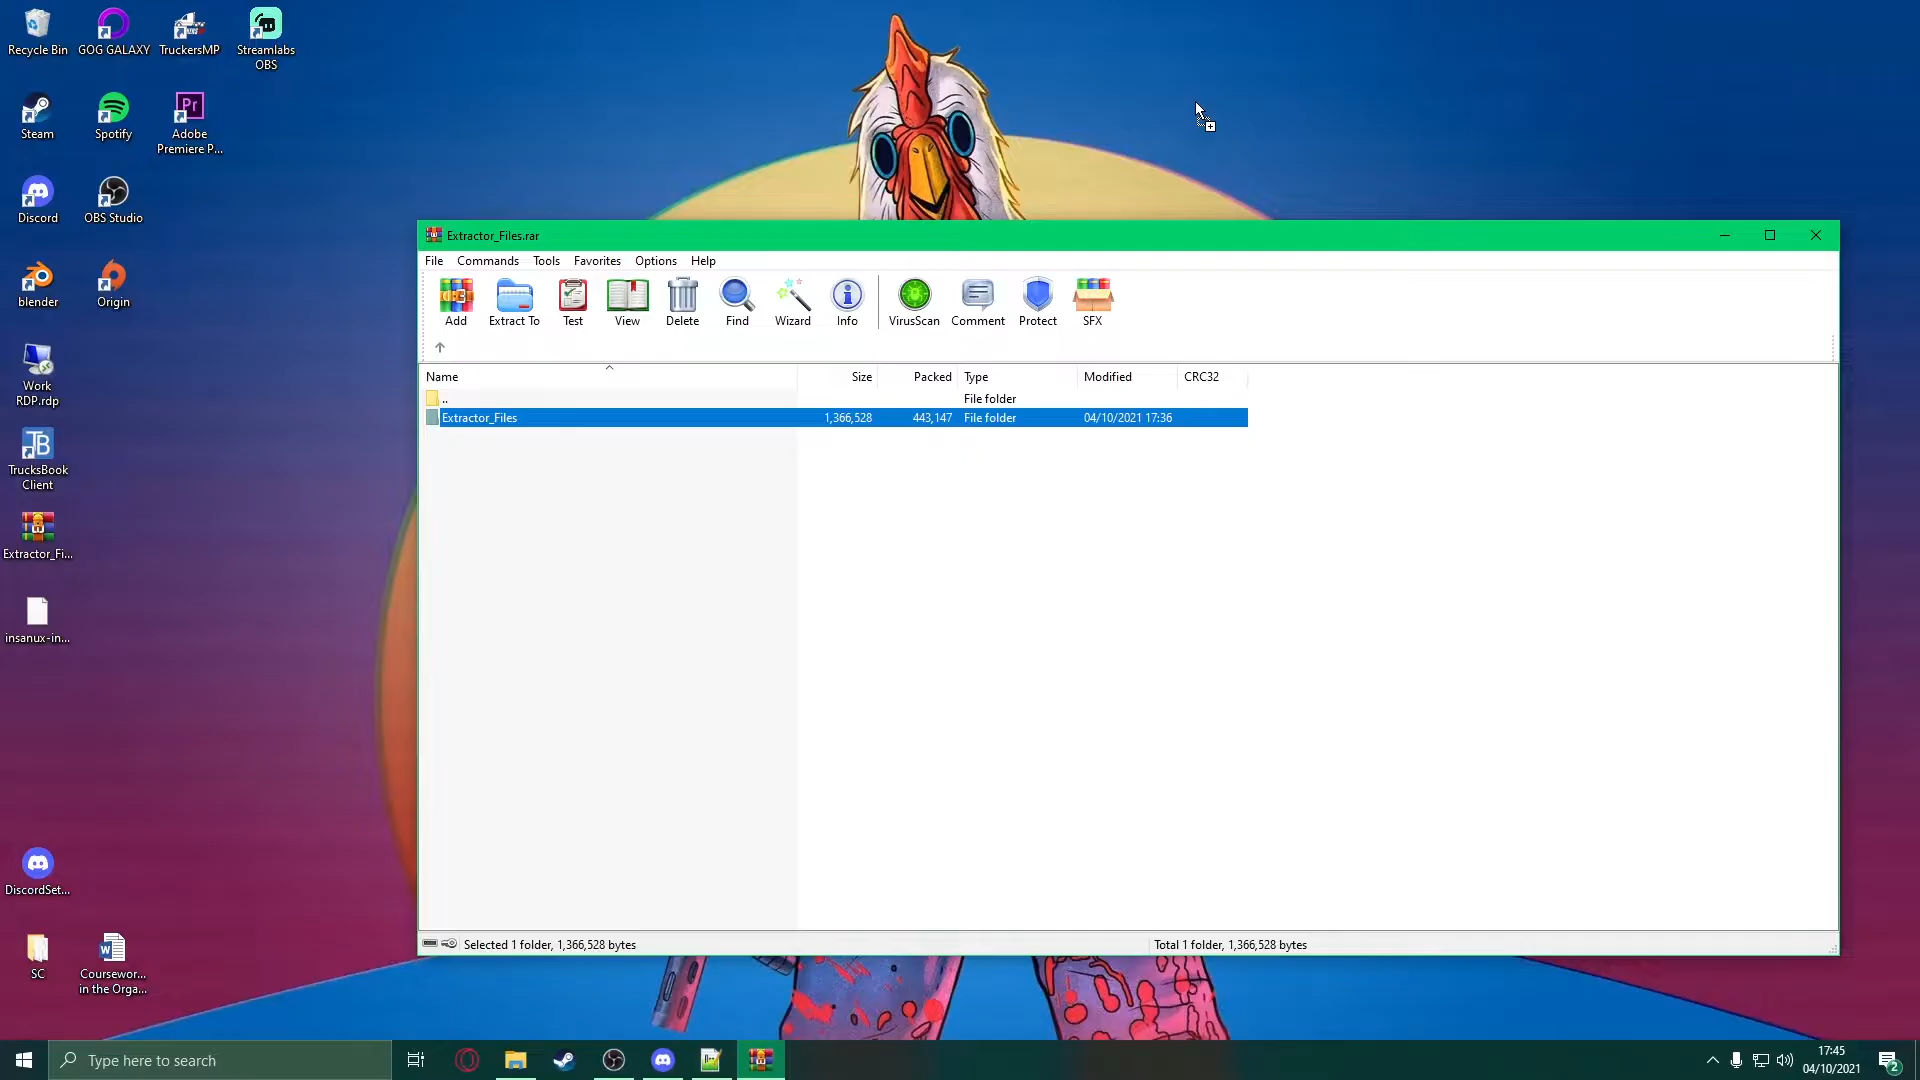 Recycle Bin
GOG GALAXY
TruckersMP
Streamlabs
OBS
Steam
Spotify
Pr
Adobe
Premiere P...
Discord
OBS Studio
blender
Origin
Work
RDP.rdp
TB
TrucksBook
Client
Extractor_Fi...
insanux-in...
DiscordSet...
SC
W
Coursewor...
in the Orga...
Extractor_Files.rar
File Commands Tools Favorites Options Help
Add Extract To Test View Delete Find Wizard Info VirusScan Comment Protect SFX
Name Size Packed Type Modified CRC32
.. File folder
Extractor_Files 1,366,528 443,147 File folder 04/10/2021 17:36
Selected 1 folder, 1,366,528 bytes
Total 1 folder, 1,366,528 bytes
Type here to search
17:45
04/10/2021
2